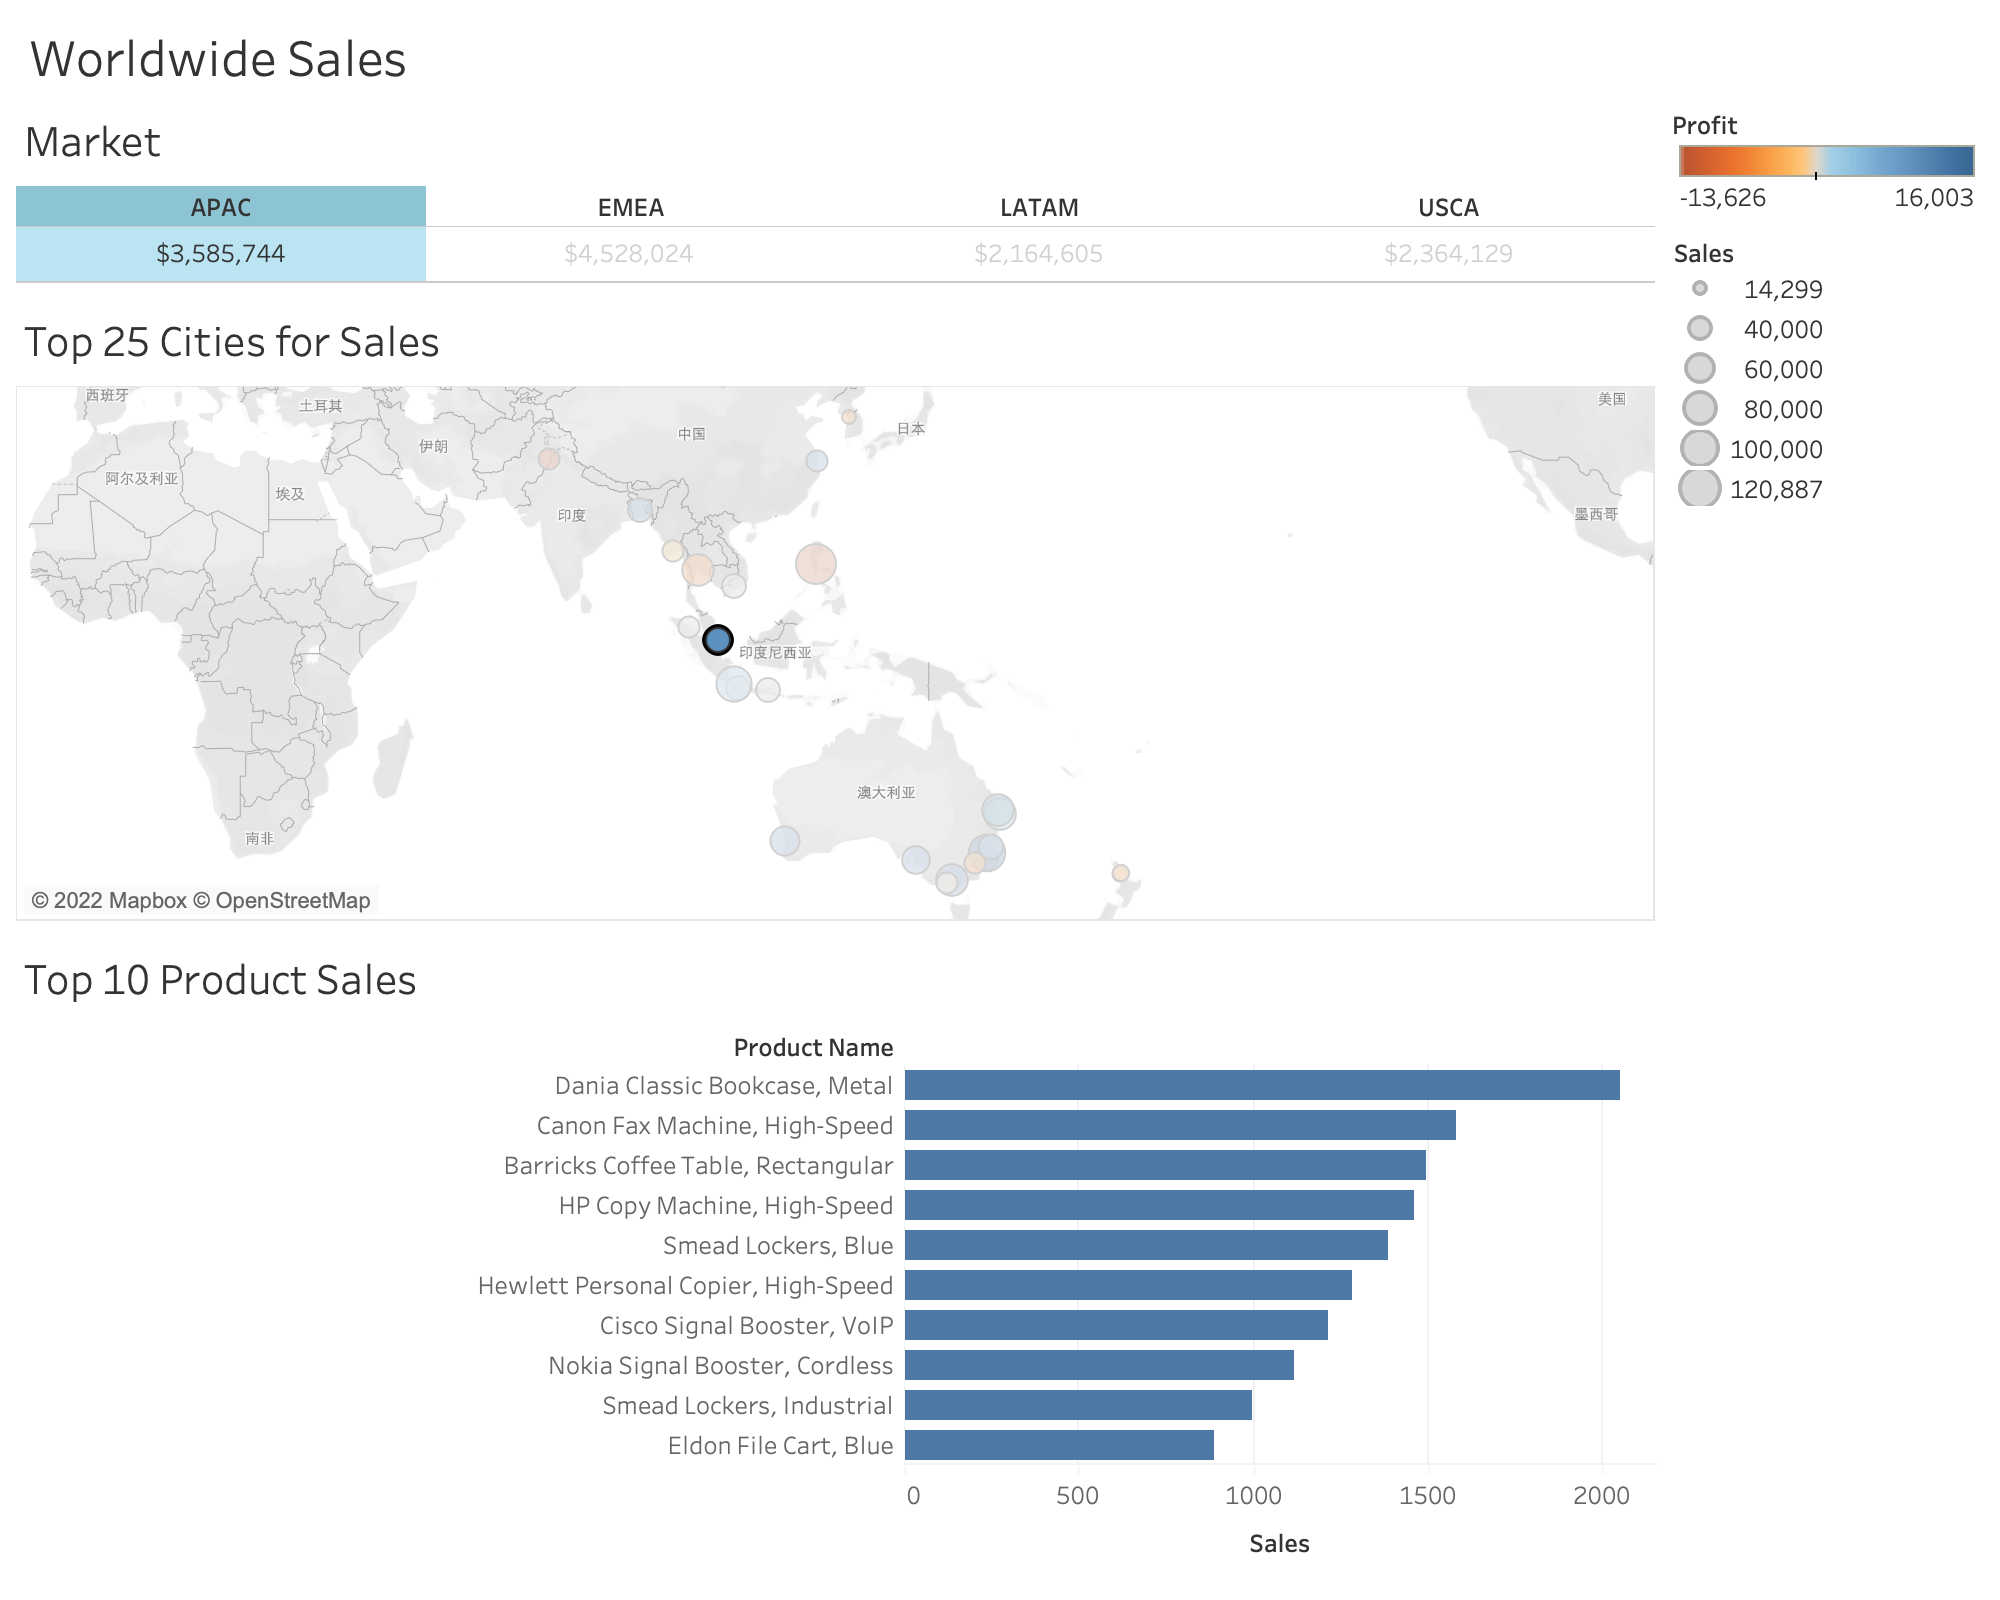 Worldwide Sales
Market
APAC EMEA LATAM USCA
$3,585,744 $4,528,024 $2,164,605 $2,364,129
Profit
-13,626 16,003
Sales
14,299
40,000
60,000
80,000
100,000
120,887
Top 25 Cities for Sales
西班牙
土耳其
美国
日本
中国
伊朗
阿尔及利亚
埃及
印度
墨西哥
印度尼西亚
澳大利亚
南非
© 2022 Mapbox © OpenStreetMap
Top 10 Product Sales
Product Name
Dania Classic Bookcase, Metal
Canon Fax Machine, High-Speed
Barricks Coffee Table, Rectangular
HP Copy Machine, High-Speed
Smead Lockers, Blue
Hewlett Personal Copier, High-Speed
Cisco Signal Booster, VoIP
Nokia Signal Booster, Cordless
Smead Lockers, Industrial
Eldon File Cart, Blue
0 500 1000 1500 2000
Sales